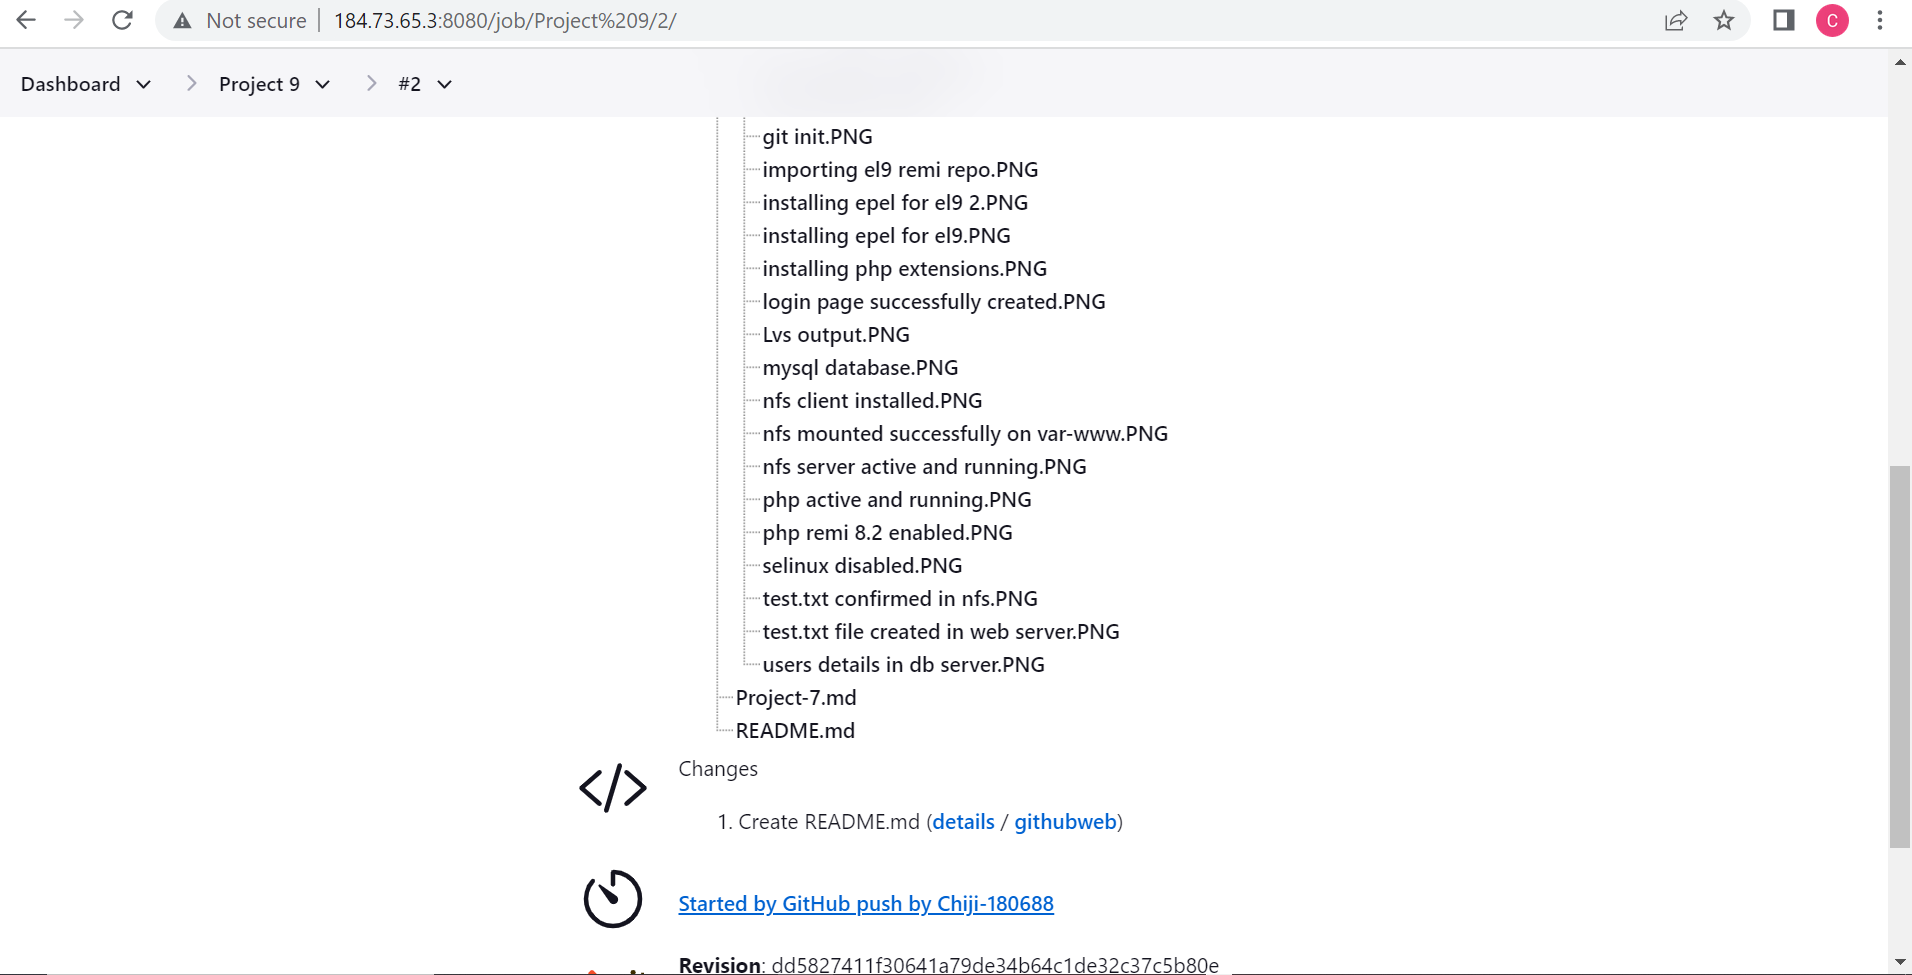 Not secure 184.73.65.3:8080/job/Project%209/2/
C
Dashboard Project 9 #2
git init.PNG
importing el9 remi repo.PNG
installing epel for el9 2.PNG
installing epel for el9.PNG
installing php extensions.PNG
login page successfully created.PNG
Lvs output.PNG
mysql database.PNG
nfs client installed.PNG
nfs mounted successfully on var-www.PNG
nfs server active and running.PNG
php active and running.PNG
php remi 8.2 enabled.PNG
selinux disabled.PNG
test.txt confirmed in nfs.PNG
test.txt file created in web server.PNG
users details in db server.PNG
Project-7.md
README.md
Changes
1. Create README.md (details / githubweb)
Started by GitHub push by Chiji-180688
Revision: dd5827411f30641a79de34b64c1de32c37c5b80e